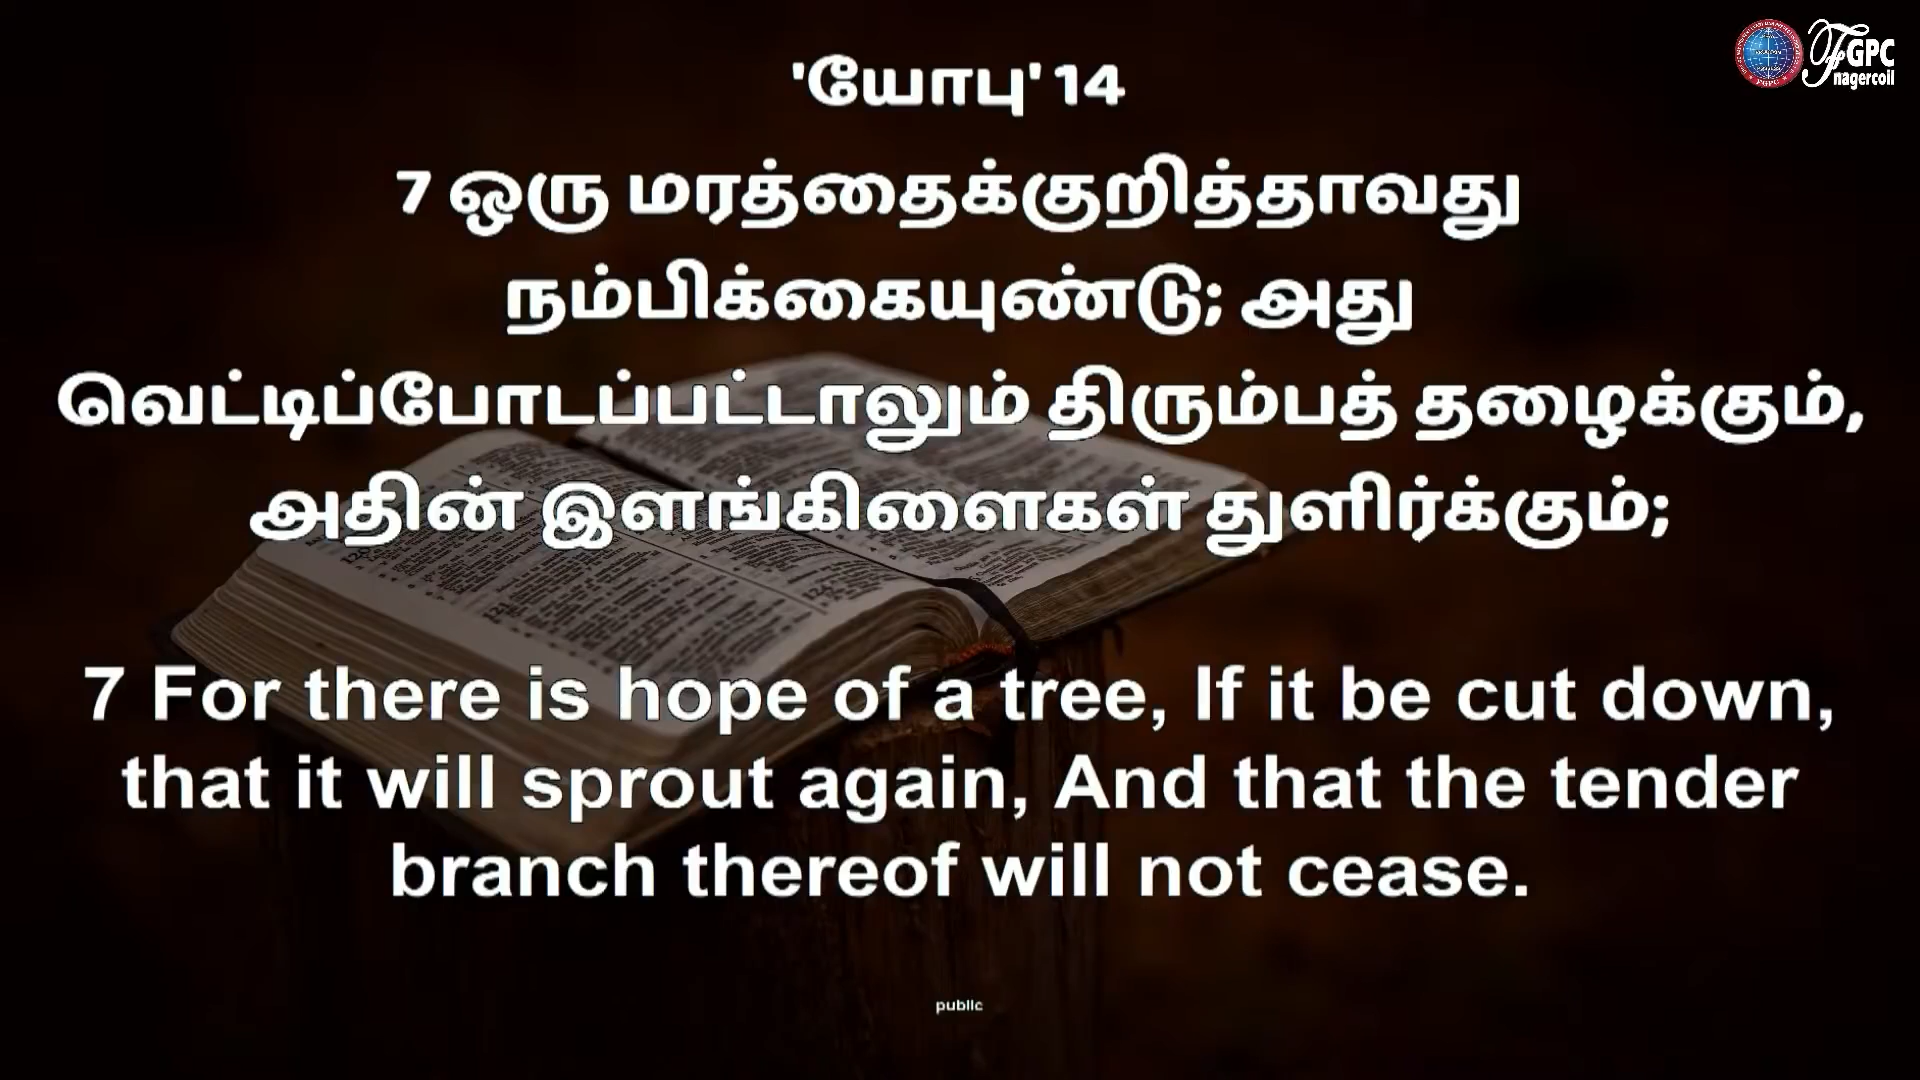 FGPC
nagercoil
'யோபு' 14
7 ஒரு மரத்தைக்குறித்தாவது
நம்பிக்கையுண்டு; அது
வெட்டிப்போடப்பட்டாலும் திரும்பத் தழைக்கும்,
அதின் இளங்கிளைகள் துளிர்க்கும்;
7 For there is hope of a tree, If it be cut down,
that it will sprout again, And that the tender
branch thereof will not cease.
public